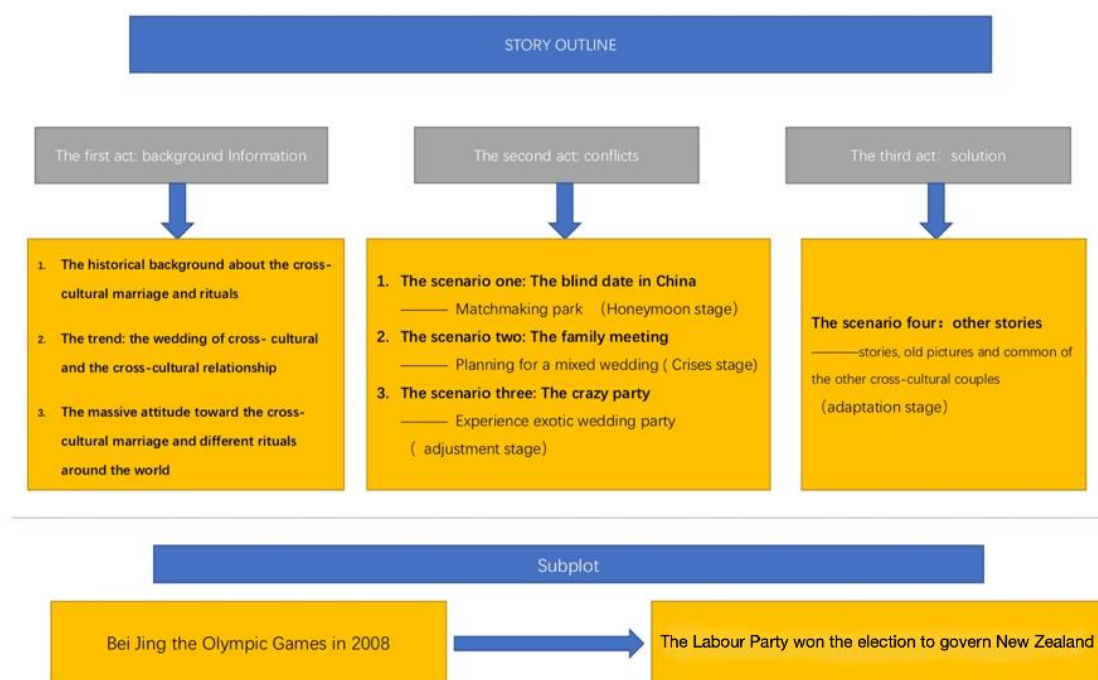 STORY OUTLINE
The first act: background Information
The second act: conflicts
The third act: solution
1. The historical background about the cross-
cultural marriage and rituals
2. The trend: the wedding of cross- cultural
and the cross-cultural relationship
3. The massive attitude toward the cross-
cultural marriage and different rituals
around the world
1. The scenario one: The blind date in China
——— Matchmaking park （Honeymoon stage）
2. The scenario two: The family meeting
——— Planning for a mixed wedding ( Crises stage）
3. The scenario three: The crazy party
——— Experience exotic wedding party
（ adjustment stage）
The scenario four：other stories
———stories, old pictures and common of
the other cross-cultural couples
（adaptation stage）
Subplot
Bei Jing the Olympic Games in 2008
The Labour Party won the election to govern New Zealand